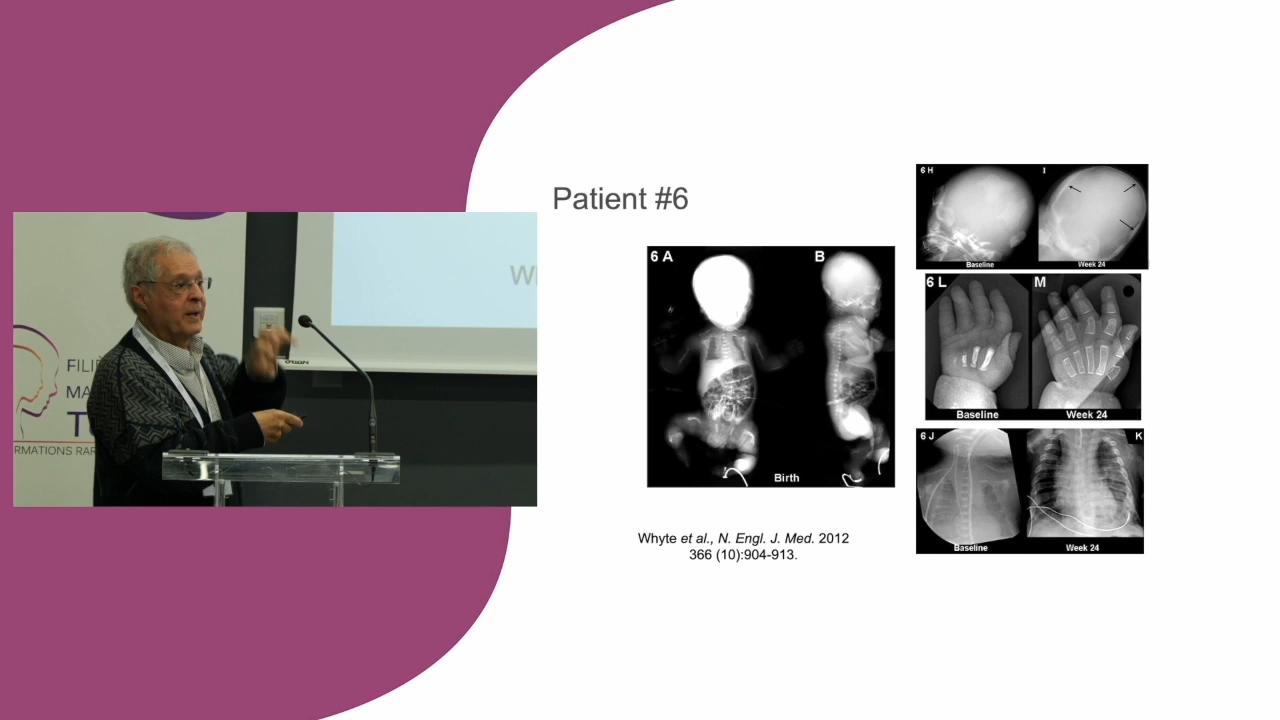 FILI
MA
T
RMATIONS RAR
W
Patient #6
6 A
B
Birth
Whyte et al., N. Engl. J. Med. 2012
366 (10):904-913.
6 H
I
Baseline
Week 24
6 L
M
Baseline
Week 24
6 J
K
Baseline
Week 24